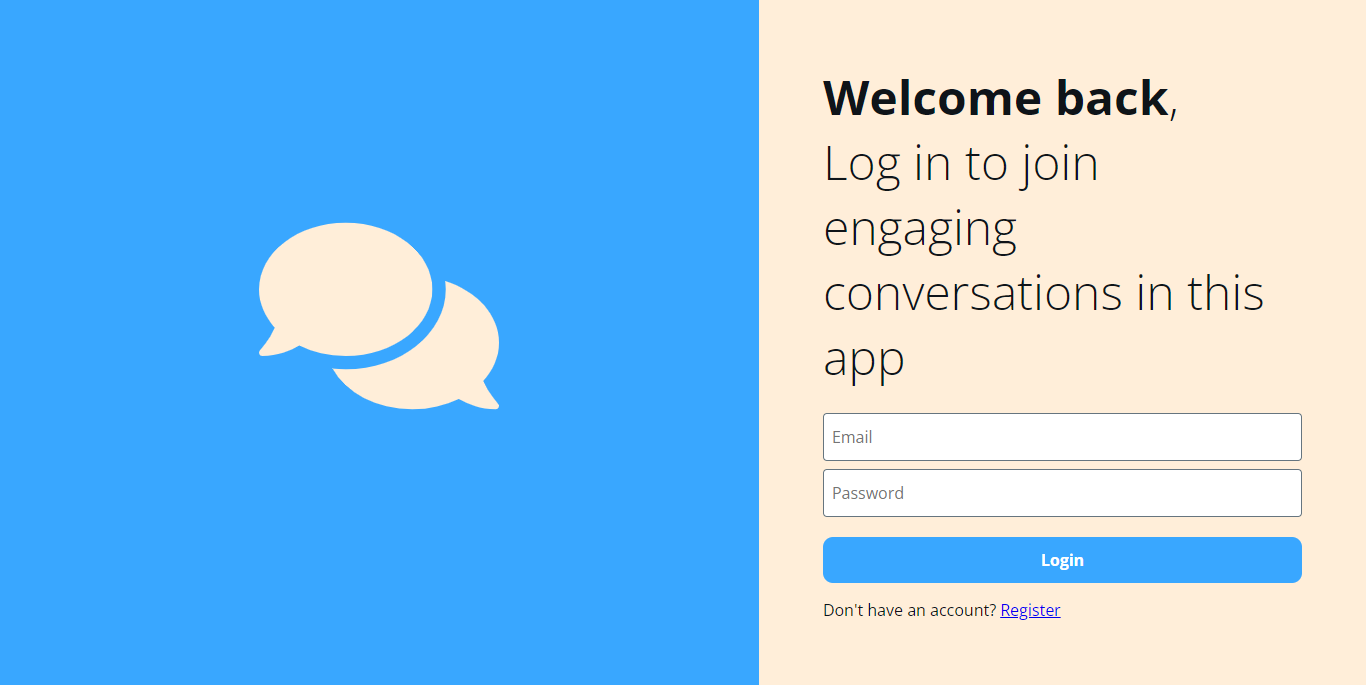 Welcome back,
Log in to join
engaging
conversations in this
app
Email
Password
Login
Don't have an account? Register